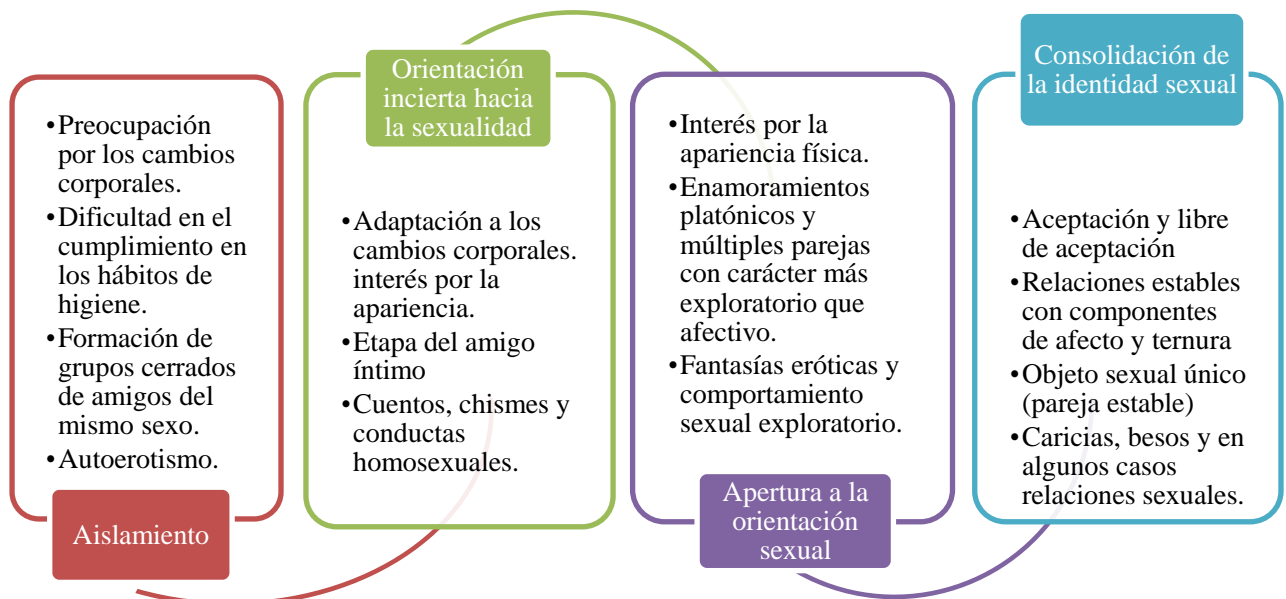 •Preocupación
por los cambios
corporales.
•Dificultad en el
cumplimiento en
los hábitos de
higiene.
•Formación de
grupos cerrados
de amigos del
mismo sexo.
•Autoerotismo.
Aislamiento
Orientación
incierta hacia
la sexualidad
•Adaptación a los
cambios corporales.
interés por la
apariencia.
•Etapa del amigo
íntimo
•Cuentos, chismes y
conductas
homosexuales.
•Interés por la
apariencia física.
•Enamoramientos
platónicos y
múltiples parejas
con carácter más
exploratorio que
afectivo.
•Fantasías eróticas y
comportamiento
sexual exploratorio.
Apertura a la
orientación
sexual
Consolidación de
la identidad sexual
•Aceptación y libre
de aceptación
•Relaciones estables
con componentes
de afecto y ternura
•Objeto sexual único
(pareja estable)
•Caricias, besos y en
algunos casos
relaciones sexuales.